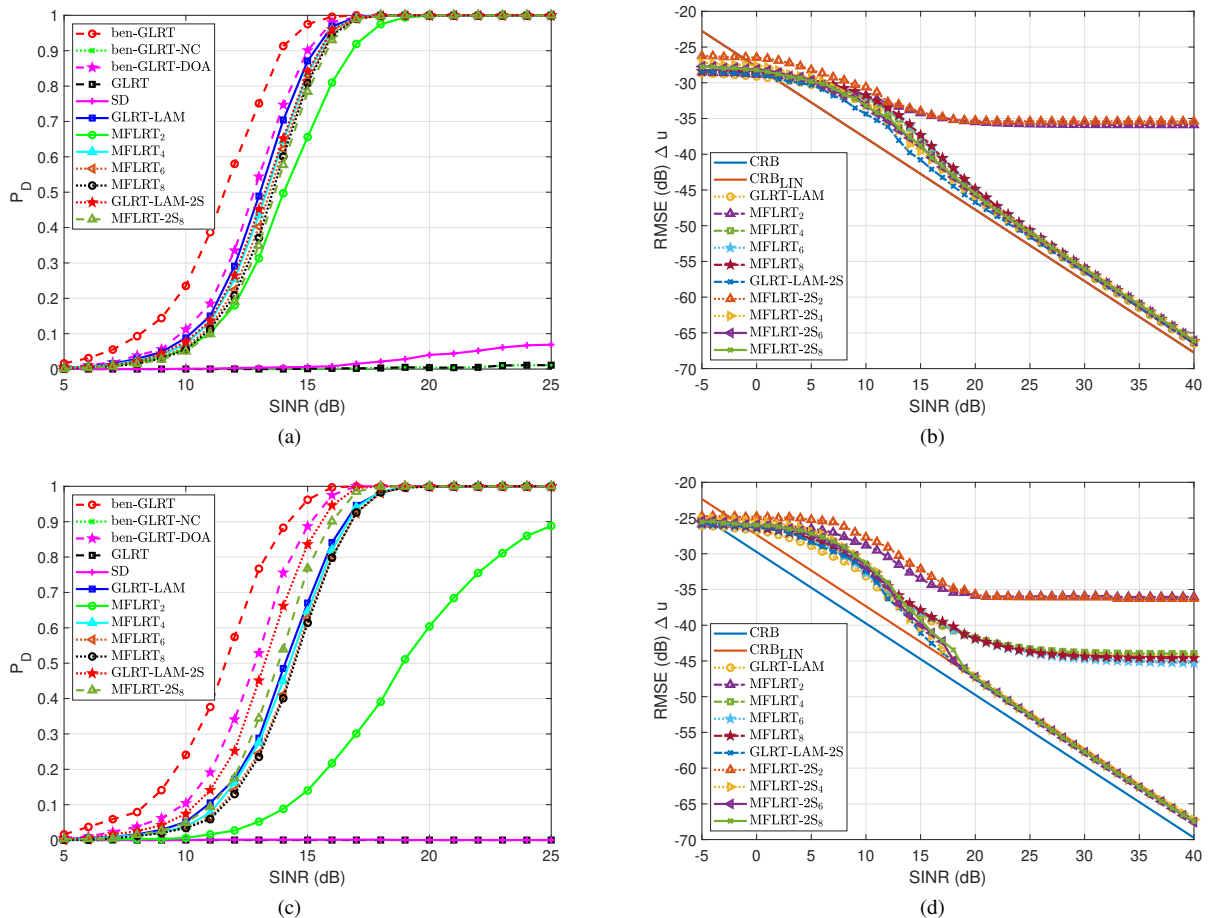 P_D
1
0.9
0.8
0.7
0.6
0.5
0.4
0.3
0.2
0.1
0
ben-GLRT
ben-GLRT-NC
ben-GLRT-DOA
GLRT
SD
GLRT-LAM
MFLRT₂
MFLRT₄
MFLRT₆
MFLRT₈
GLRT-LAM-2S
MFLRT-2S₈
5 10 15 20 25
SINR (dB)
(a)
RMSE (dB) Δ u
-20
-25
-30
-35
-40
-45
-50
-55
-60
-65
-70
CRB
CRB_LIN
GLRT-LAM
MFLRT₂
MFLRT₄
MFLRT₆
MFLRT₈
GLRT-LAM-2S
MFLRT-2S₂
MFLRT-2S₄
MFLRT-2S₆
MFLRT-2S₈
-5 0 5 10 15 20 25 30 35 40
SINR (dB)
(b)
P_D
1
0.9
0.8
0.7
0.6
0.5
0.4
0.3
0.2
0.1
0
ben-GLRT
ben-GLRT-NC
ben-GLRT-DOA
GLRT
SD
GLRT-LAM
MFLRT₂
MFLRT₄
MFLRT₆
MFLRT₈
GLRT-LAM-2S
MFLRT-2S₈
5 10 15 20 25
SINR (dB)
(c)
RMSE (dB) Δ u
-20
-25
-30
-35
-40
-45
-50
-55
-60
-65
-70
CRB
CRB_LIN
GLRT-LAM
MFLRT₂
MFLRT₄
MFLRT₆
MFLRT₈
GLRT-LAM-2S
MFLRT-2S₂
MFLRT-2S₄
MFLRT-2S₆
MFLRT-2S₈
-5 0 5 10 15 20 25 30 35 40
SINR (dB)
(d)